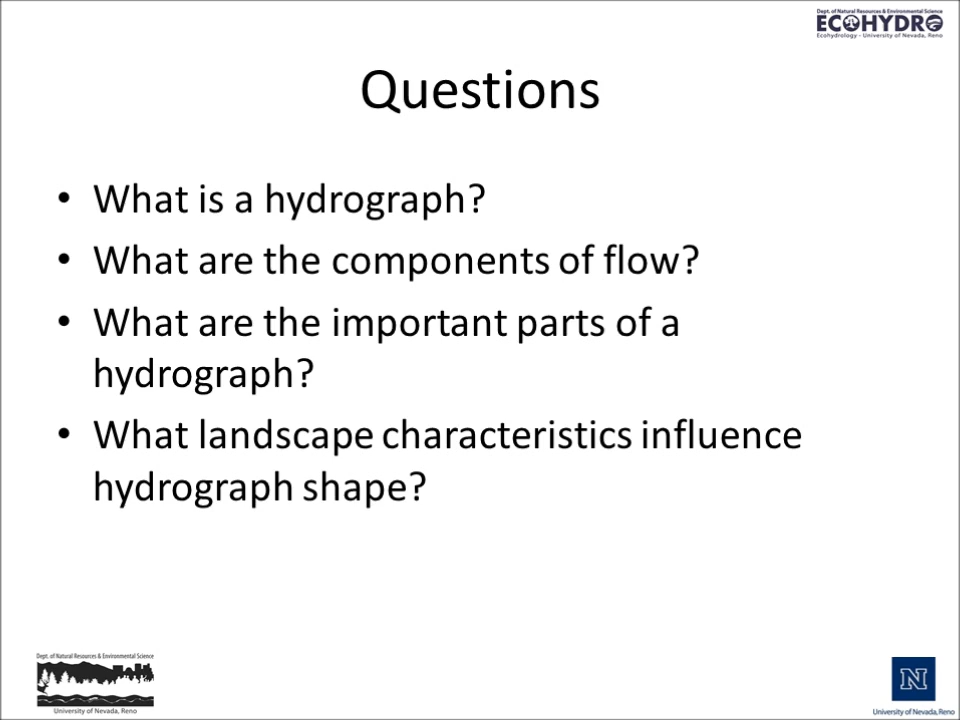 Dept. of Natural Resources & Environmental Science
ECOHYDRO
Ecohydrology - University of Nevada, Reno
Questions
• What is a hydrograph?
• What are the components of flow?
• What are the important parts of a
hydrograph?
• What landscape characteristics influence
hydrograph shape?
Dept. of Natural Resources & Environmental Science
University of Nevada, Reno
N
University of Nevada, Reno